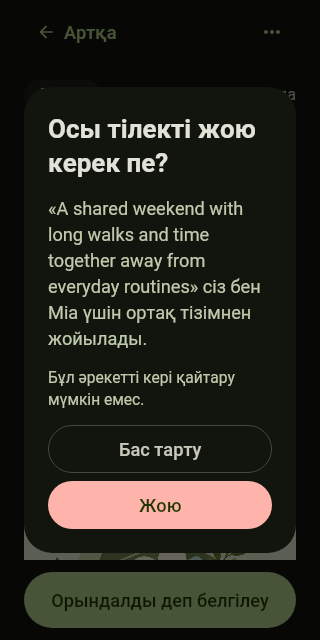 Артқа
Осы тілекті жою
керек пе?
«A shared weekend with
long walks and time
together away from
everyday routines» сіз бен
Mia үшін ортақ тізімнен
жойылады.
Бұл әрекетті кері қайтару
мүмкін емес.
Бас тарту
Жою
Орындалды деп белгілеу